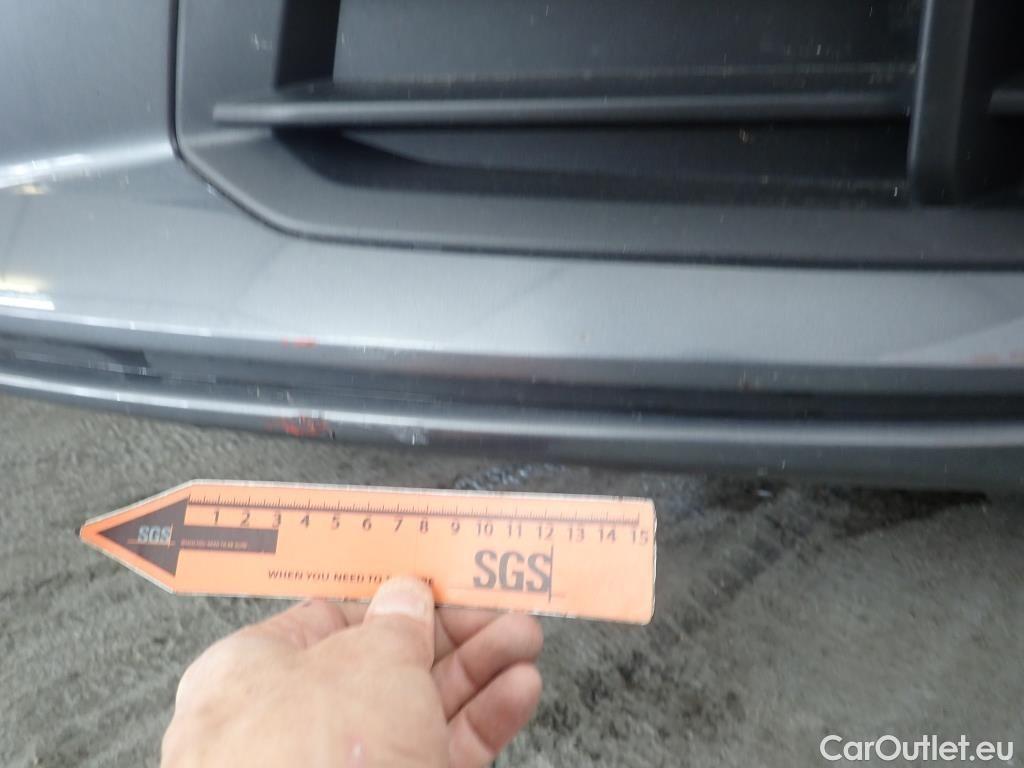 1 2 3 4 5 6 7 8 9 10 11 12 13 14 15
SGS
WHEN YOU NEED TO
SGS
CarOutlet.eu